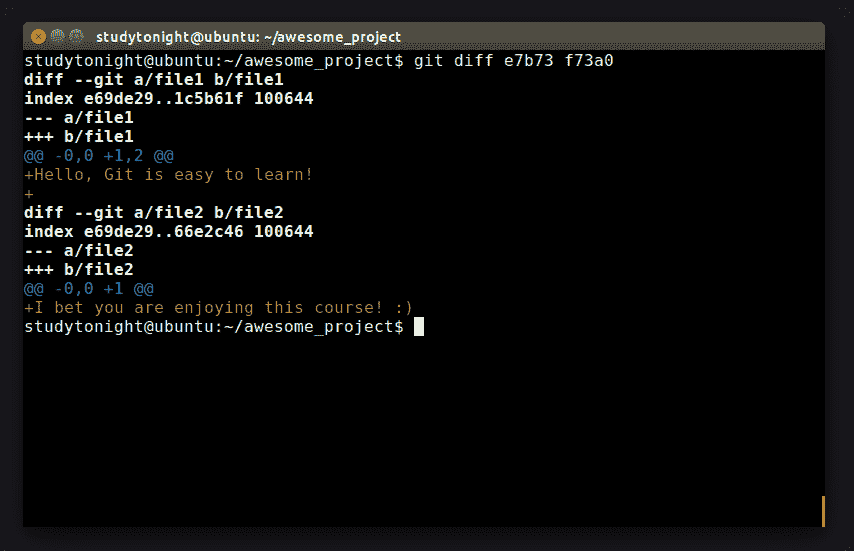 studytonight@ubuntu: ~/awesome_project
studytonight@ubuntu:~/awesome_project$ git diff e7b73 f73a0
diff --git a/file1 b/file1
index e69de29..1c5b61f 100644
--- a/file1
+++ b/file1
@@ -0,0 +1,2 @@
+Hello, Git is easy to learn!
+
diff --git a/file2 b/file2
index e69de29..66e2c46 100644
--- a/file2
+++ b/file2
@@ -0,0 +1 @@
+I bet you are enjoying this course! :)
studytonight@ubuntu:~/awesome_project$